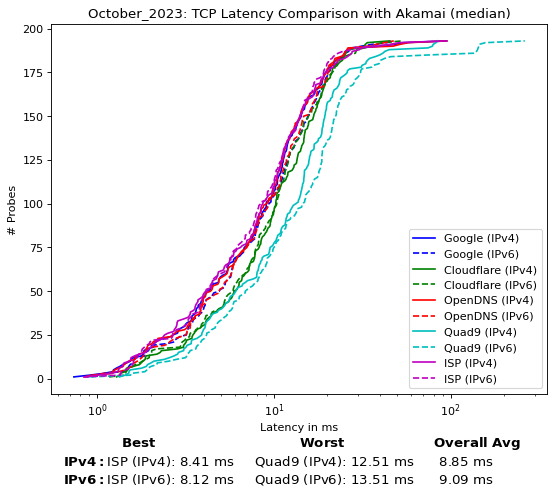 October_2023: TCP Latency Comparison with Akamai (median)
200
175
150
125
100
75
50
25
0
# Probes
Google (IPv4)
Google (IPv6)
Cloudflare (IPv4)
Cloudflare (IPv6)
OpenDNS (IPv4)
OpenDNS (IPv6)
Quad9 (IPv4)
Quad9 (IPv6)
ISP (IPv4)
ISP (IPv6)
10⁰ 10¹ 10²
Latency in ms
Best Worst Overall Avg
IPv4: ISP (IPv4): 8.41 ms Quad9 (IPv4): 12.51 ms 8.85 ms
IPv6: ISP (IPv6): 8.12 ms Quad9 (IPv6): 13.51 ms 9.09 ms